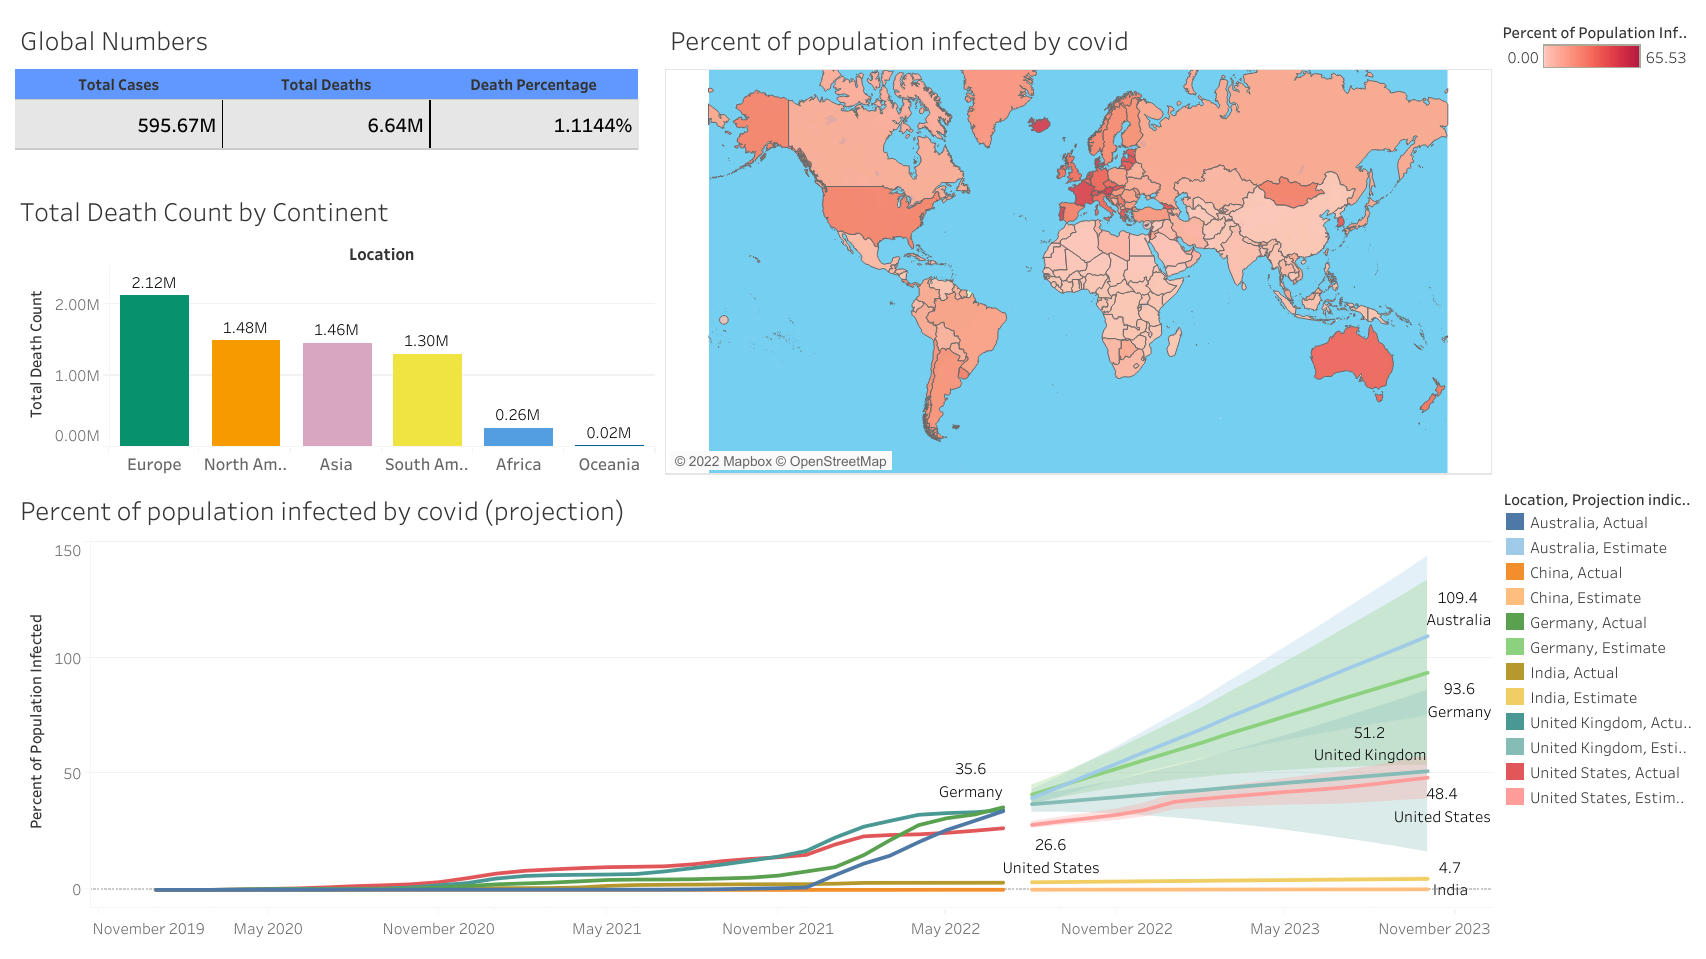 Global Numbers
Total Cases Total Deaths Death Percentage
595.67M 6.64M 1.1144%
Total Death Count by Continent
Location
Total Death Count
2.00M
1.00M
0.00M
2.12M
1.48M
1.46M
1.30M
0.26M
0.02M
Europe North Am.. Asia South Am.. Africa Oceania
Percent of population infected by covid
© 2022 Mapbox © OpenStreetMap
Percent of Population Inf..
0.00 65.53
Percent of population infected by covid (projection)
Percent of Population Infected
150
100
50
0
35.6
Germany
26.6
United States
109.4
Australia
93.6
Germany
51.2
United Kingdom
48.4
United States
4.7
India
November 2019 May 2020 November 2020 May 2021 November 2021 May 2022 November 2022 May 2023 November 2023
Location, Projection indic..
Australia, Actual
Australia, Estimate
China, Actual
China, Estimate
Germany, Actual
Germany, Estimate
India, Actual
India, Estimate
United Kingdom, Actu..
United Kingdom, Esti..
United States, Actual
United States, Estim..